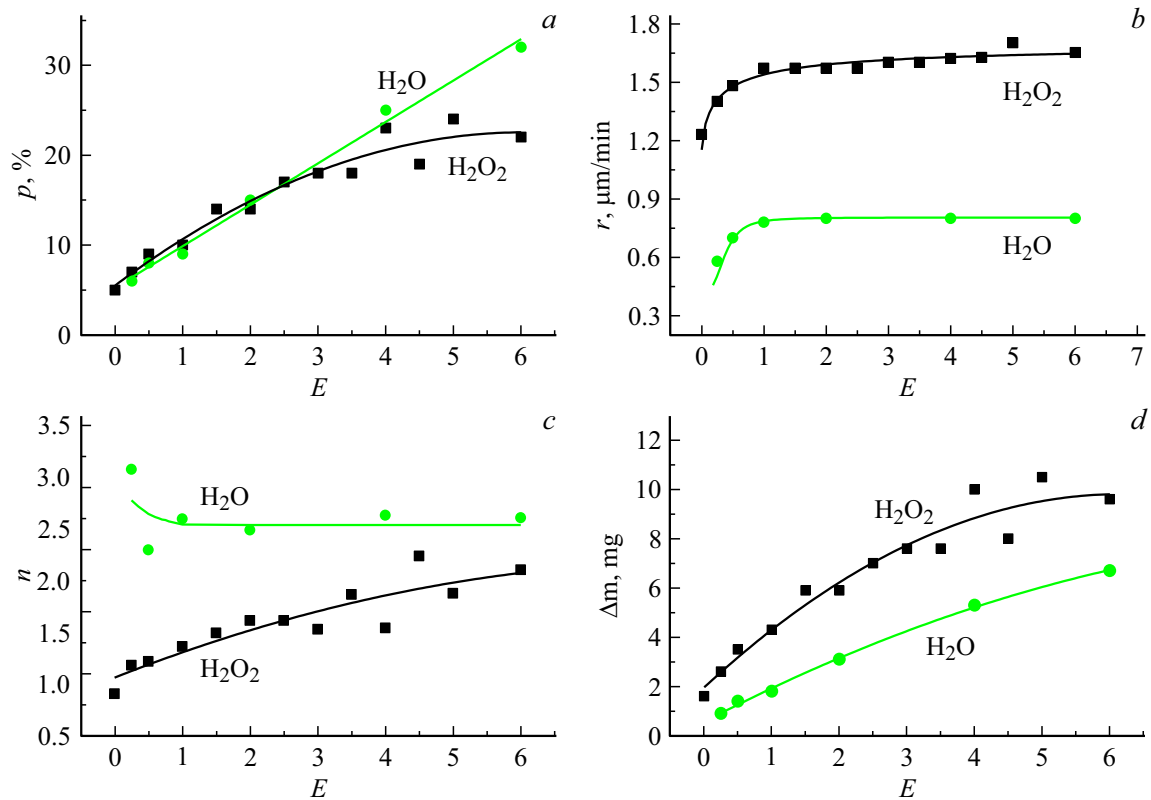 a
p, %
30
20
10
0
H₂O
H₂O₂
0 1 2 3 4 5 6
E
b
r, μm/min
1.8
1.5
1.2
0.9
0.6
0.3
H₂O₂
H₂O
0 1 2 3 4 5 6 7
E
c
n
3.5
3.0
2.5
2.0
1.5
1.0
0.5
H₂O
H₂O₂
0 1 2 3 4 5 6
E
d
Δm, mg
12
10
8
6
4
2
0
H₂O₂
H₂O
0 1 2 3 4 5 6
E